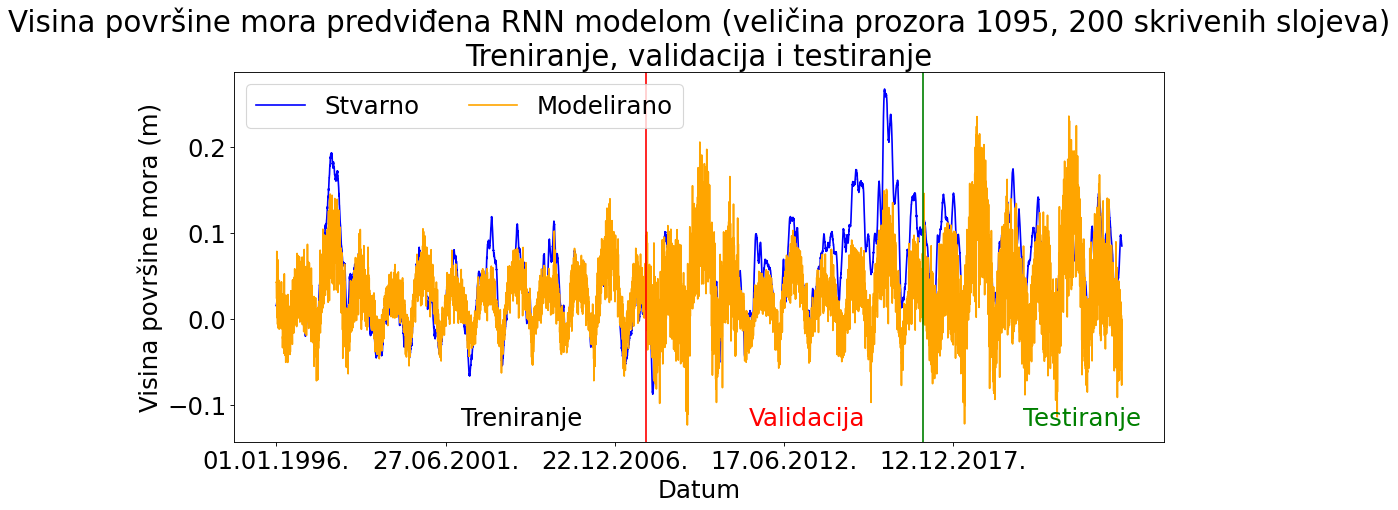 Visina površine mora predviđena RNN modelom (veličina prozora 1095, 200 skrivenih slojeva)
Treniranje, validacija i testiranje
Stvarno
Modelirano
Visina površine mora (m)
0.2
0.1
0.0
−0.1
Treniranje
Validacija
Testiranje
01.01.1996.
27.06.2001.
22.12.2006.
17.06.2012.
12.12.2017.
Datum